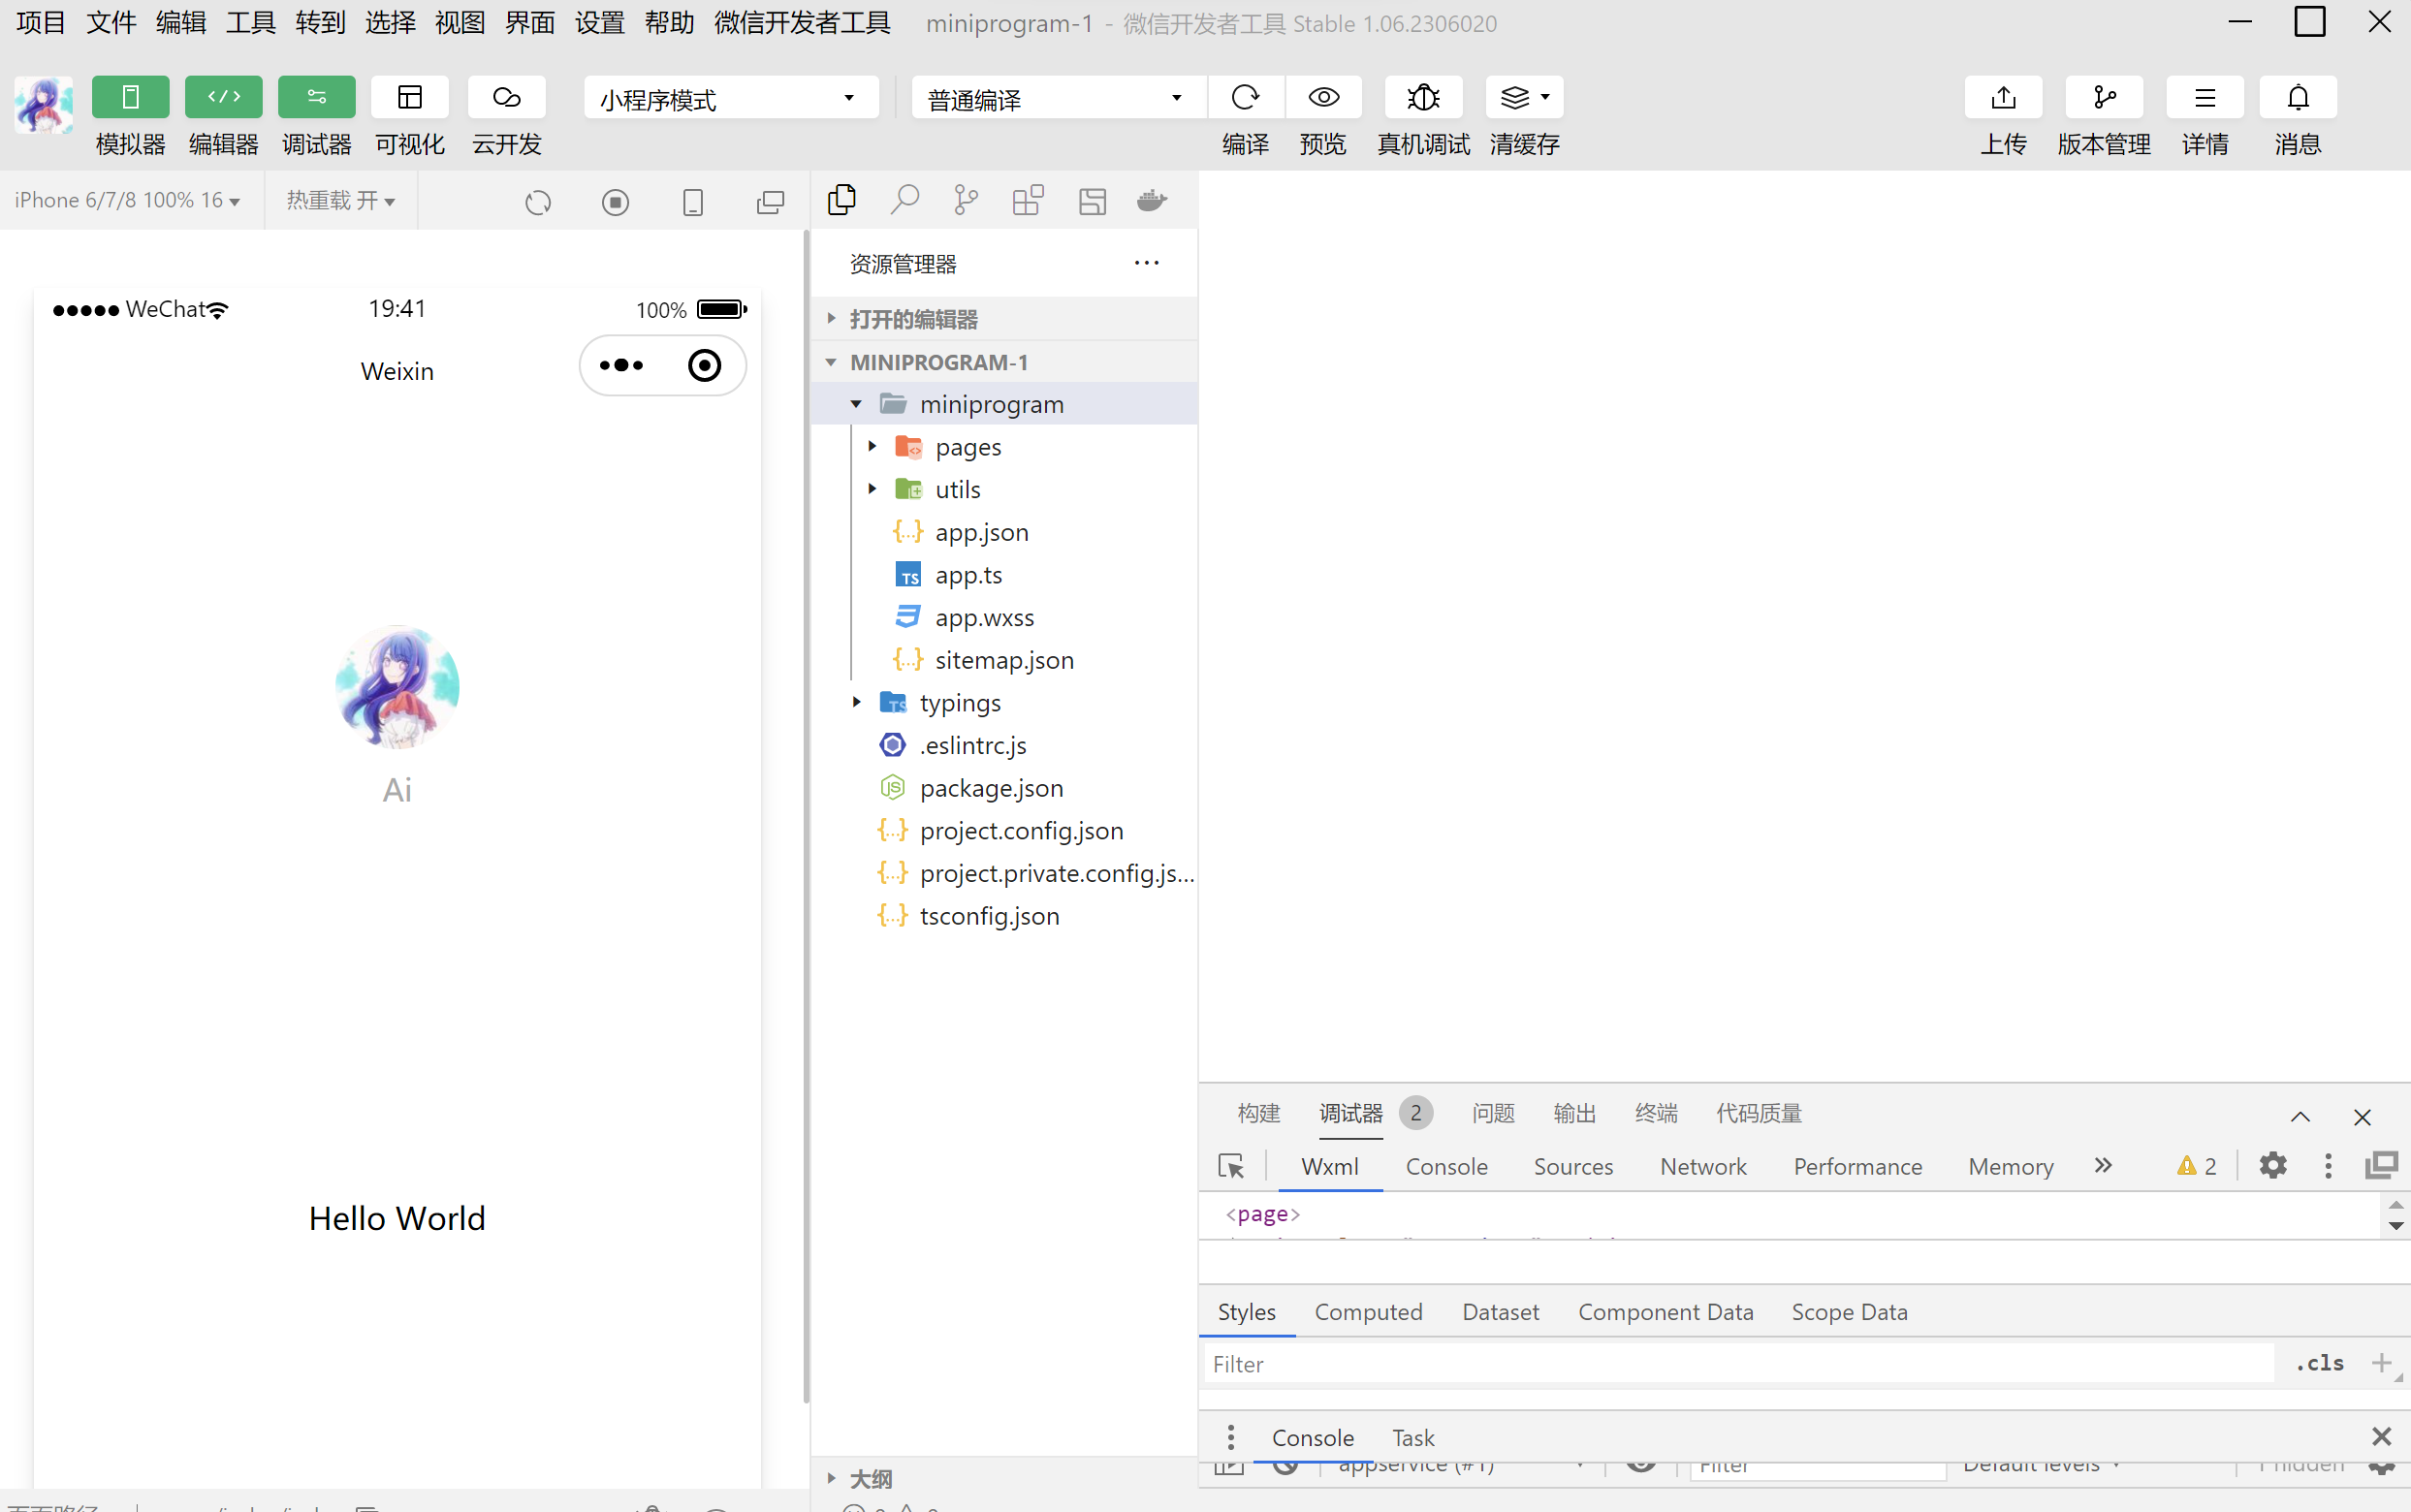 项目 文件 编辑 工具 转到 选择 视图 界面 设置 帮助 微信开发者工具 miniprogram-1 - 微信开发者工具 Stable 1.06.2306020
小程序模式 普通编译
模拟器 编辑器 调试器 可视化 云开发 编译 预览 真机调试 清缓存 上传 版本管理 详情 消息
iPhone 6/7/8 100% 16 热重载 开
WeChat 19:41 100%
Weixin
Ai
Hello World
资源管理器
打开的编辑器
MINIPROGRAM-1
miniprogram
pages
utils
app.json
app.ts
app.wxss
sitemap.json
typings
.eslintrc.js
package.json
project.config.json
project.private.config.js...
tsconfig.json
大纲
构建 调试器 2 问题 输出 终端 代码质量
Wxml Console Sources Network Performance Memory 2
<page>
Styles Computed Dataset Component Data Scope Data
Filter .cls
Console Task
appservice (#1) Filter Default levels 1 hidden